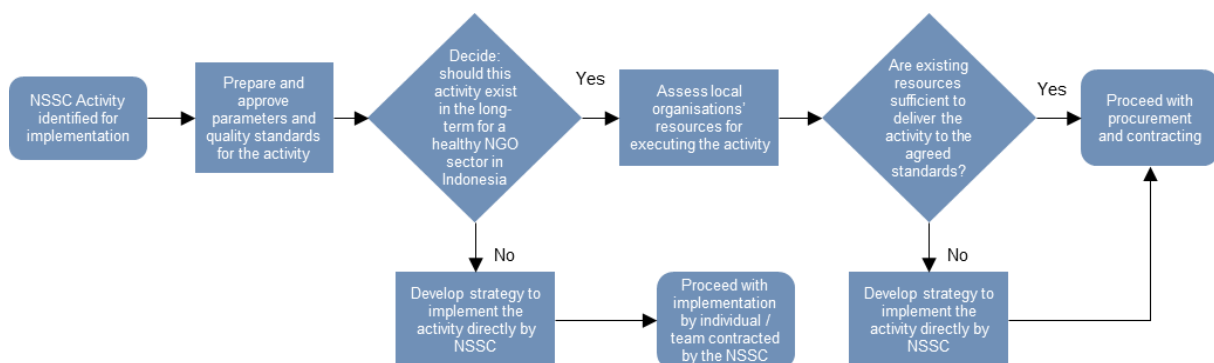 NSSC Activity
identified for
implementation
Prepare and
approve
parameters and
quality standards
for the activity
Decide:
should this
activity exist
in the long-
term for a
healthy NGO
sector in
Indonesia
Yes
No
Assess local
organisations'
resources for
executing the activity
Are existing
resources
sufficient to
deliver the
activity to the
agreed
standards?
Yes
No
Proceed with
procurement
and contracting
Develop strategy to
implement the
activity directly by
NSSC
Proceed with
implementation
by individual /
team contracted
by the NSSC
Develop strategy to
implement the
activity directly by
NSSC